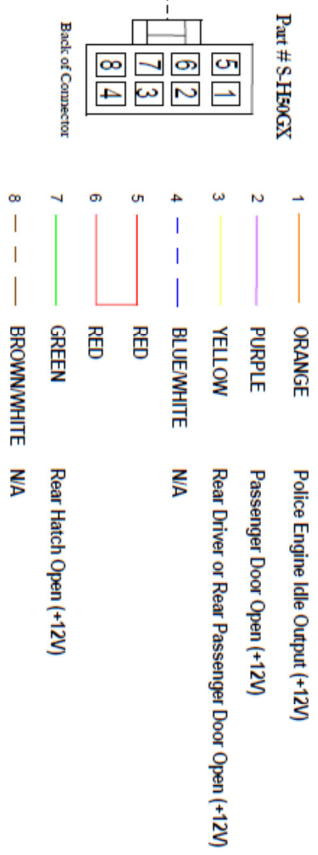 Part # S-H50GX
5 1
6 2
7 3
8 4
Back of Connector
1 ORANGE Police Engine Idle Output (+12V)
2 PURPLE Passenger Door Open (+12V)
3 YELLOW Rear Driver or Rear Passenger Door Open (+12V)
4 BLUE/WHITE N/A
5 RED
6 RED
7 GREEN Rear Hatch Open (+12V)
8 BROWN/WHITE N/A